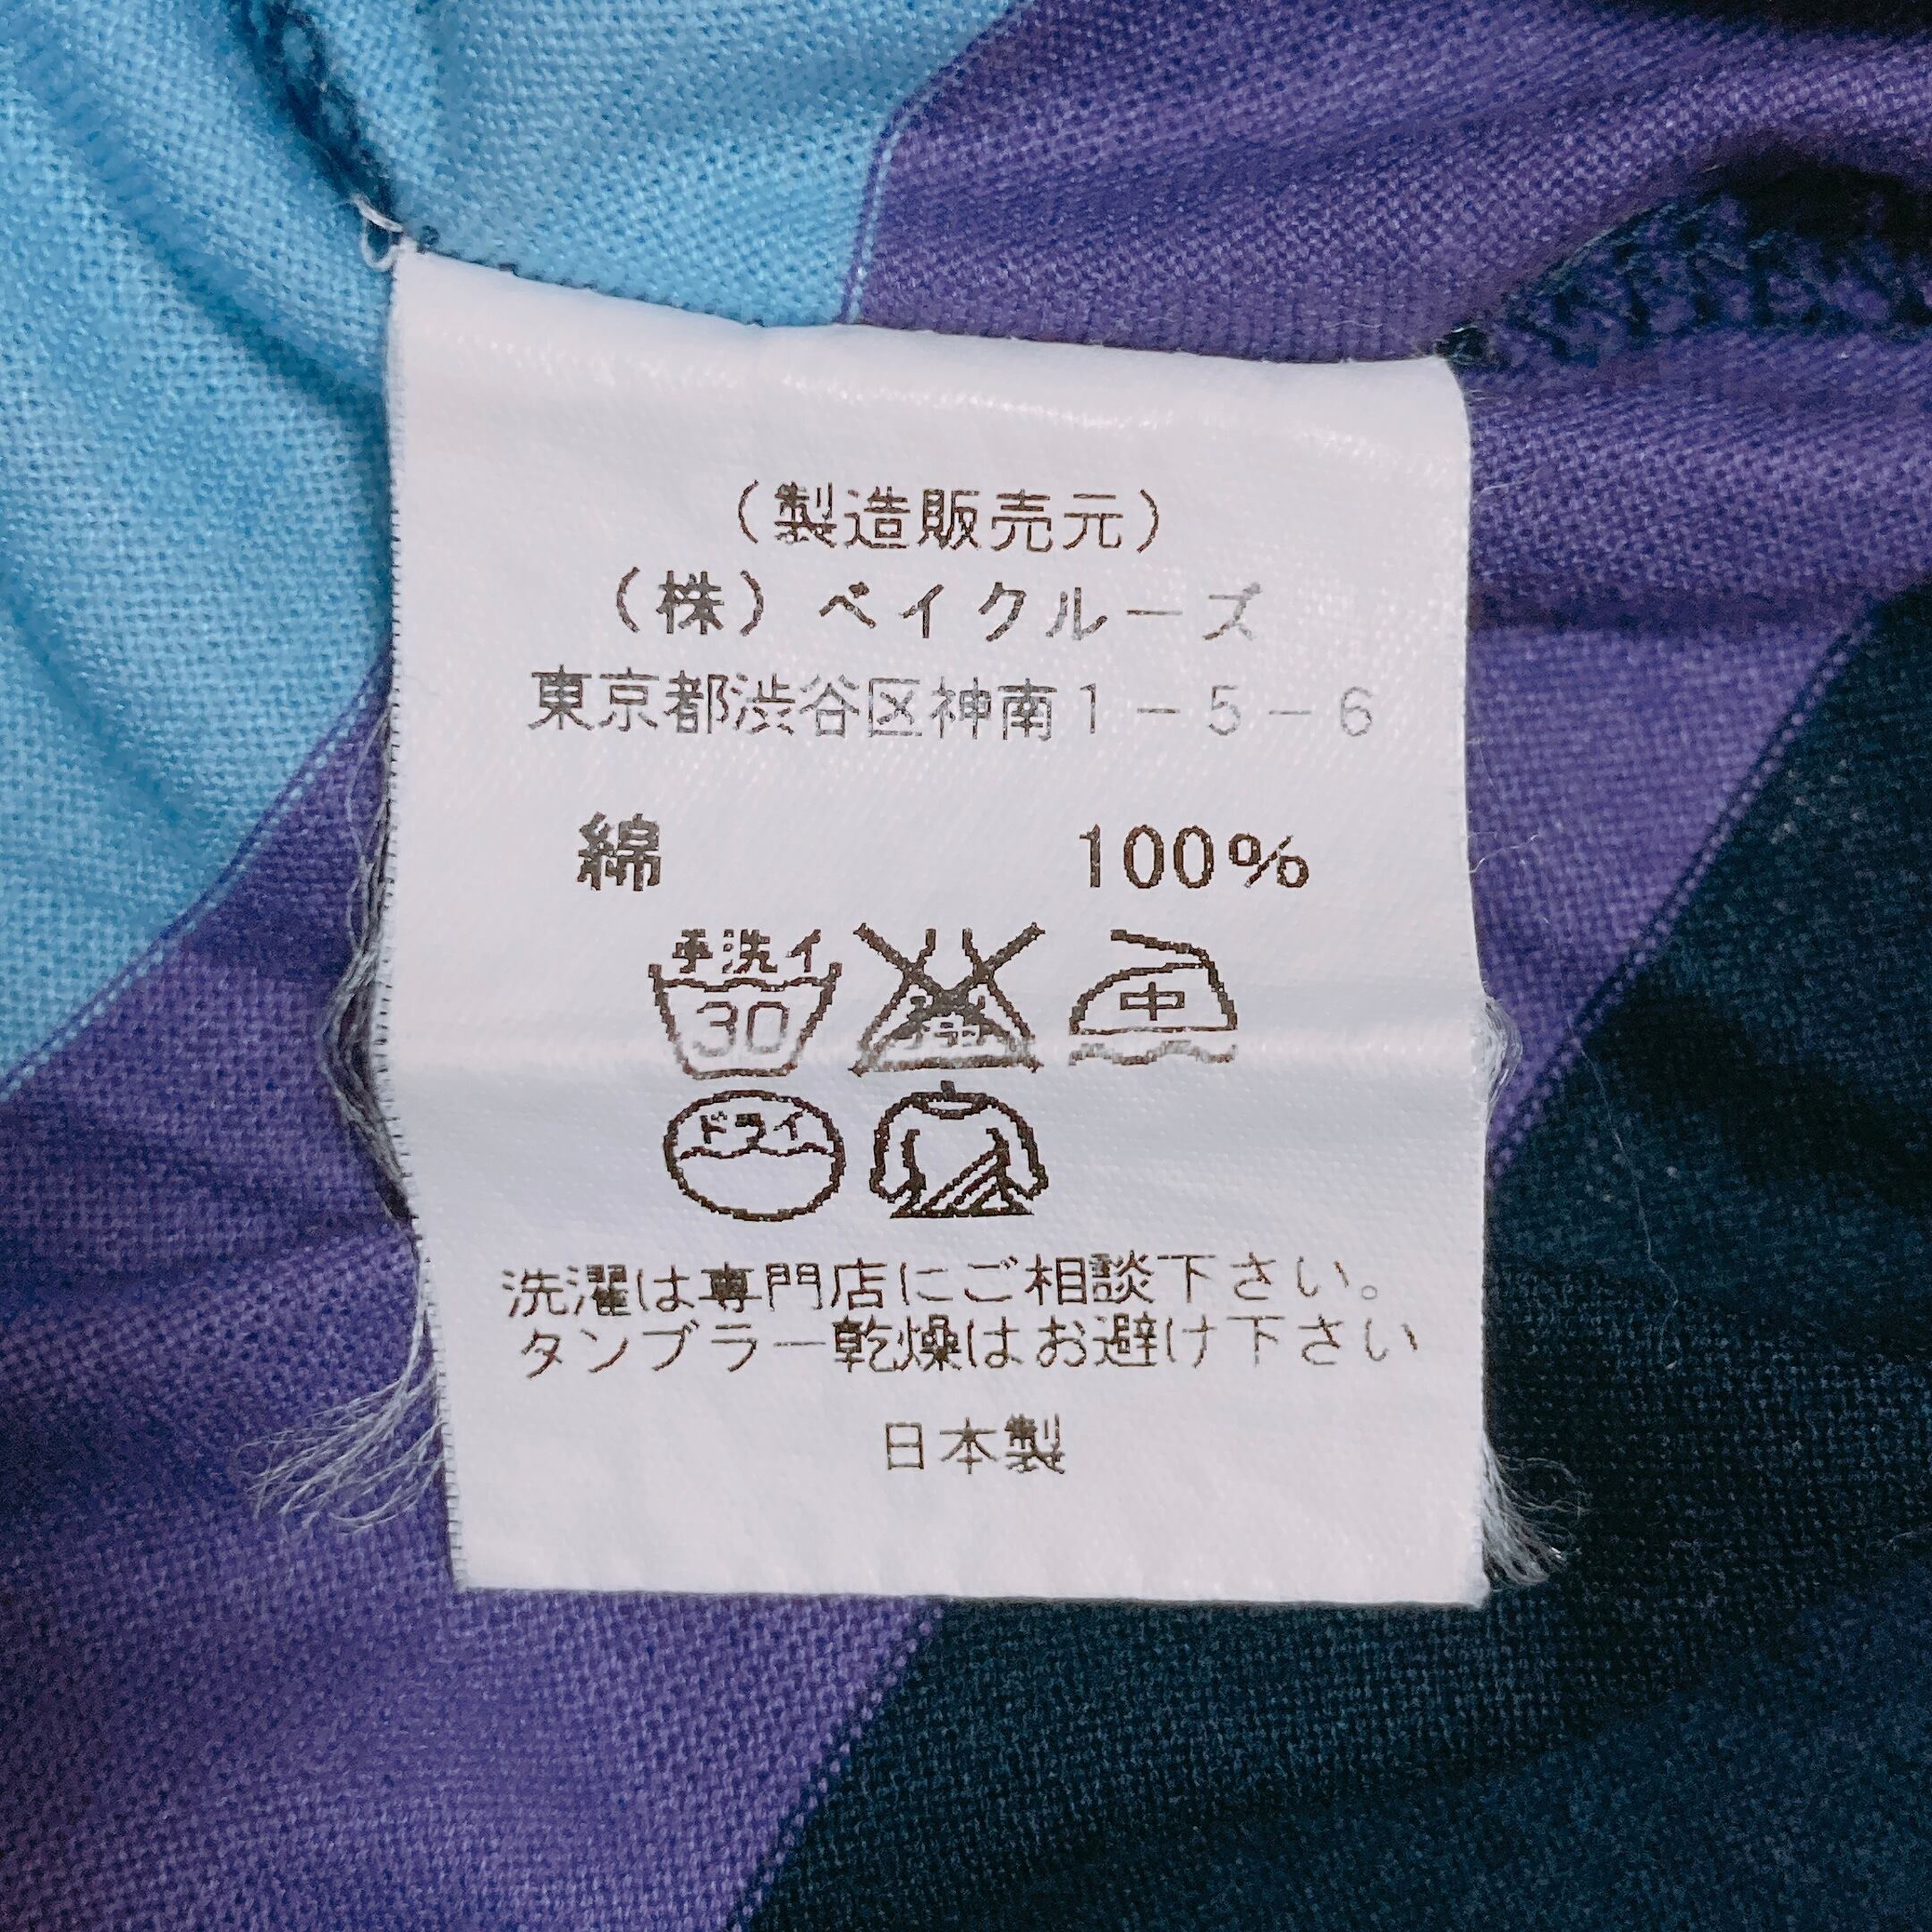 （製造販売元）
（株）ベイクルーズ
東京都渋谷区神南1－5－6
綿 100%
手洗イ 30 中
ドライ
洗濯は専門店にご相談下さい。
タンブラー乾燥はお避け下さい
日本製